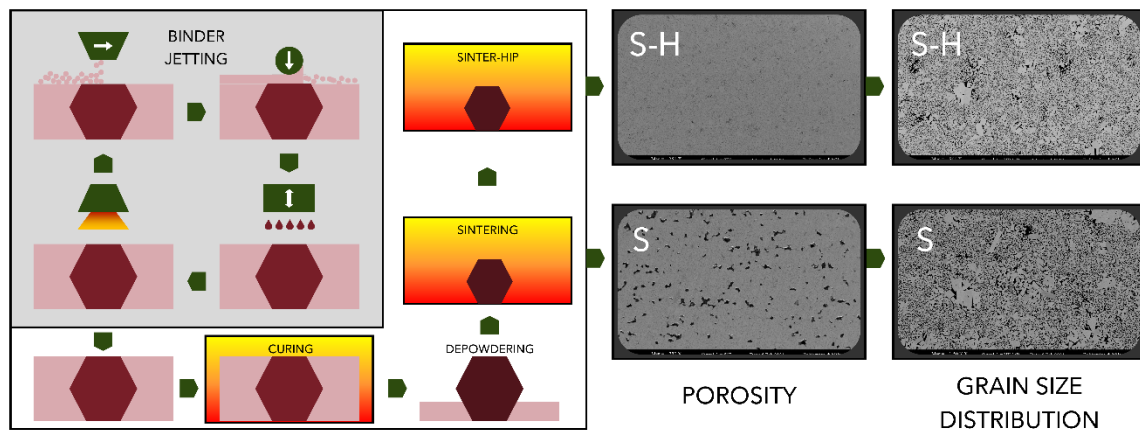 BINDER
JETTING
SINTER-HIP
S-H
S-H
SINTERING
S
S
CURING
DEPOWDERING
POROSITY
GRAIN SIZE
DISTRIBUTION